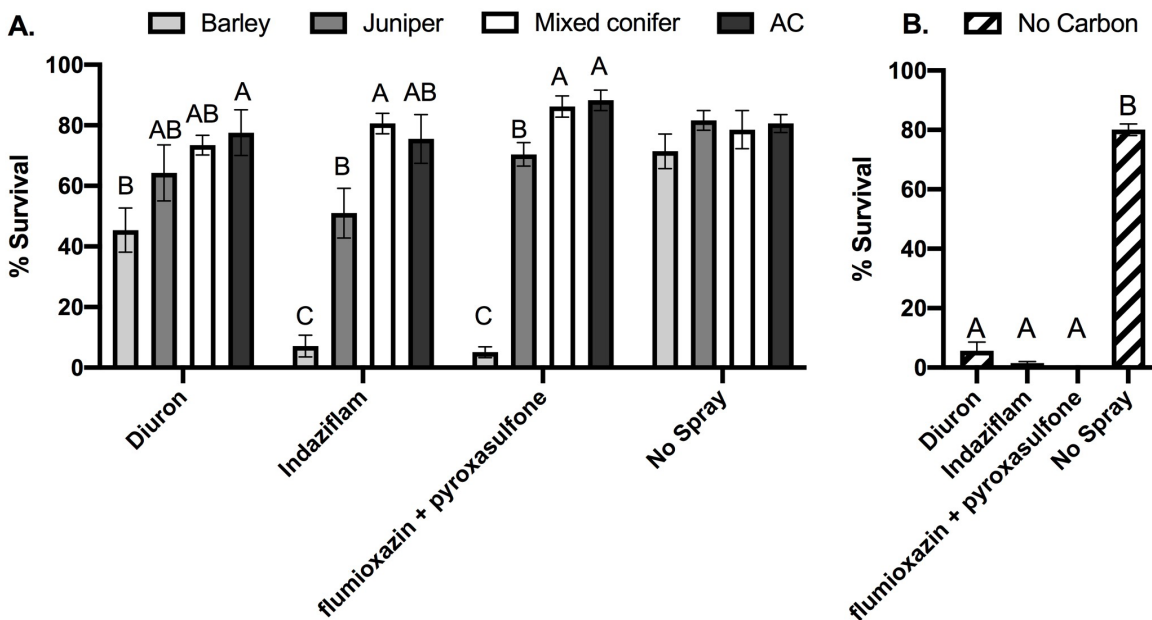 A.
Barley
Juniper
Mixed conifer
AC
% Survival
100
80
60
40
20
0
B
AB
AB
A
C
B
A
AB
C
B
A
A
Diuron
Indaziflam
flumioxazin + pyroxasulfone
No Spray
B.
No Carbon
% Survival
100
80
60
40
20
0
A
A
A
B
Diuron
Indaziflam
flumioxazin + pyroxasulfone
No Spray